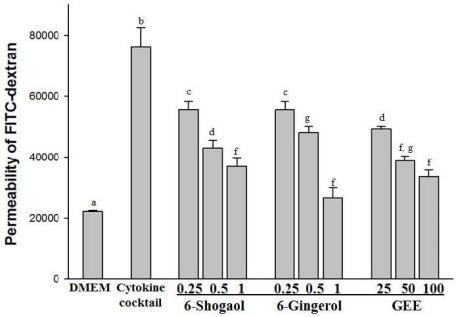 Permeability of FITC-dextran
80000
60000
40000
20000
0
a
b
c
d
f
c
g
f
d
f, g
f
DMEM Cytokine cocktail
0.25 0.5 1 0.25 0.5 1 25 50 100
6-Shogaol 6-Gingerol GEE